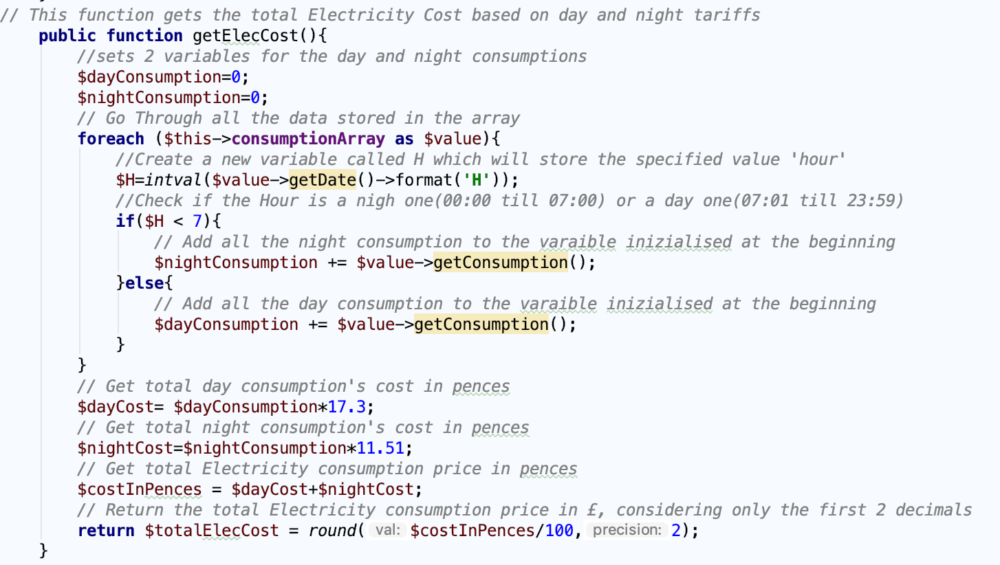 // This function gets the total Electricity Cost based on day and night tariffs
public function getElecCost(){
//sets 2 variables for the day and night consumptions
$dayConsumption=0;
$nightConsumption=0;
// Go Through all the data stored in the array
foreach ($this->consumptionArray as $value){
//Create a new variable called H which will store the specified value 'hour'
$H=intval($value->getDate()->format('H'));
//Check if the Hour is a nigh one(00:00 till 07:00) or a day one(07:01 till 23:59)
if($H < 7){
// Add all the night consumption to the varaible inizialised at the beginning
$nightConsumption += $value->getConsumption();
}else{
// Add all the day consumption to the varaible inizialised at the beginning
$dayConsumption += $value->getConsumption();
}
}
// Get total day consumption's cost in pences
$dayCost= $dayConsumption*17.3;
// Get total night consumption's cost in pences
$nightCost=$nightConsumption*11.51;
// Get total Electricity consumption price in pences
$costInPences = $dayCost+$nightCost;
// Return the total Electricity consumption price in £, considering only the first 2 decimals
return $totalElecCost = round( val: $costInPences/100, precision: 2);
}